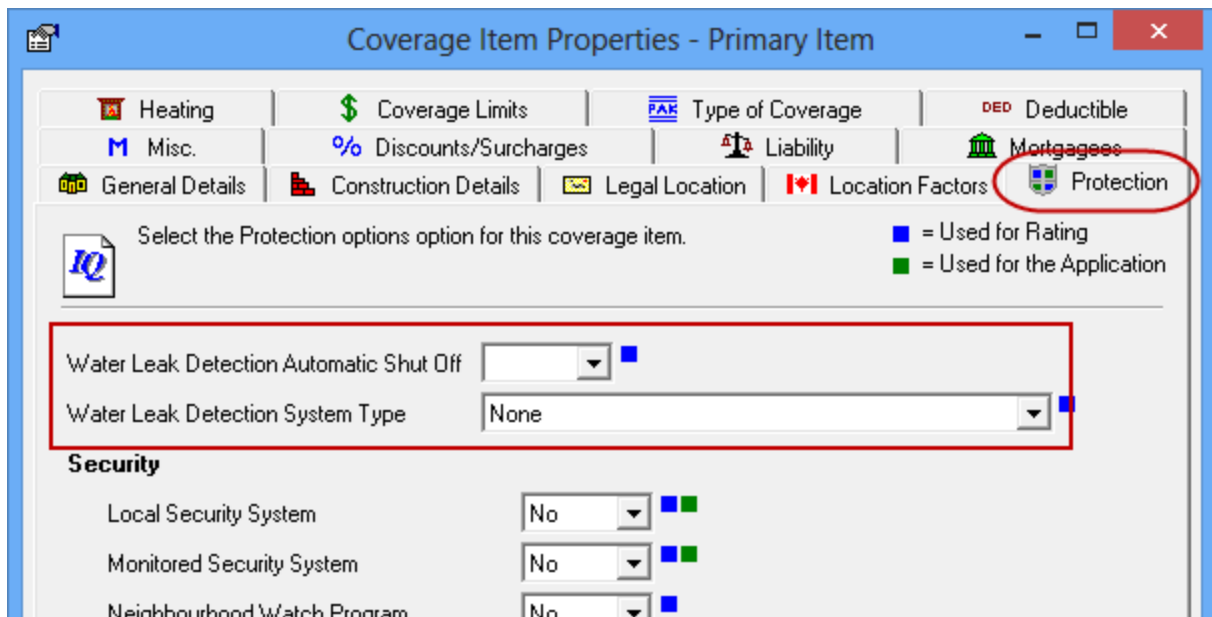 Coverage Item Properties - Primary Item
Heating $ Coverage Limits PAK Type of Coverage DED Deductible
M Misc. % Discounts/Surcharges Liability Mortgagees
General Details Construction Details Legal Location Location Factors Protection
IQ
Select the Protection options option for this coverage item.
= Used for Rating
= Used for the Application
Water Leak Detection Automatic Shut Off
Water Leak Detection System Type None
Security
Local Security System No
Monitored Security System No
Neighbourhood Watch Program No